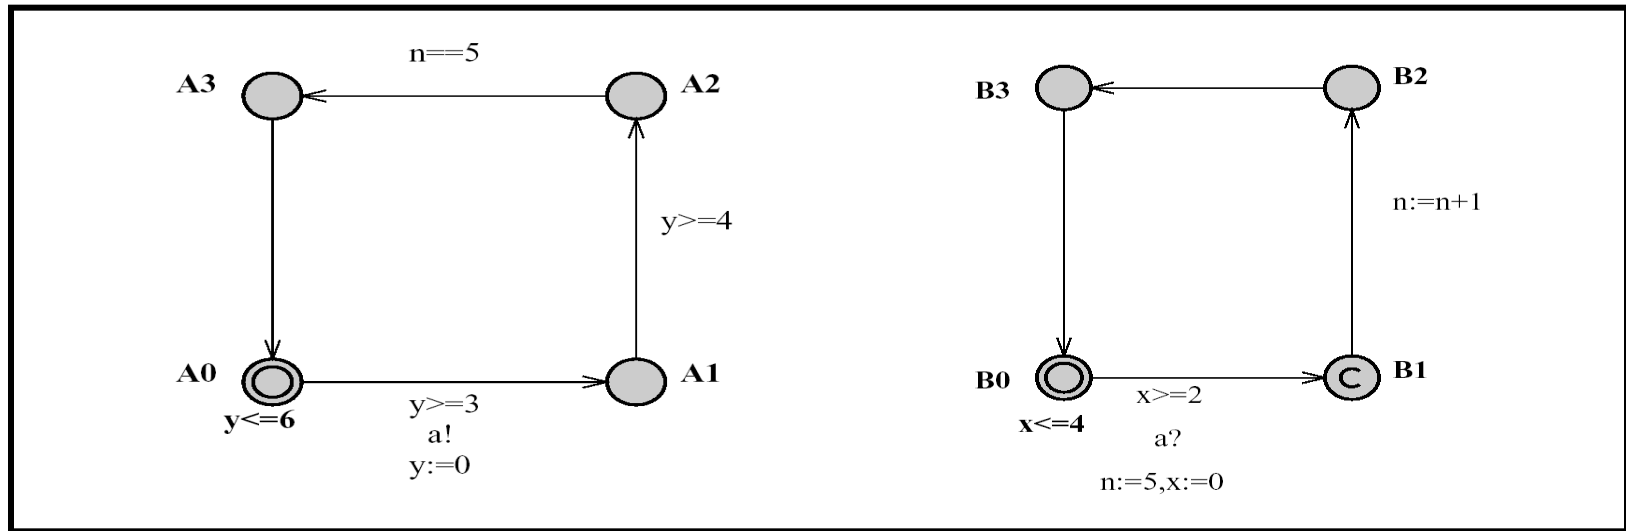 n==5
A3
A2
y>=4
A0
A1
y<=6
y>=3
a!
y:=0
B3
B2
n:=n+1
B0
C
B1
x<=4
x>=2
a?
n:=5,x:=0